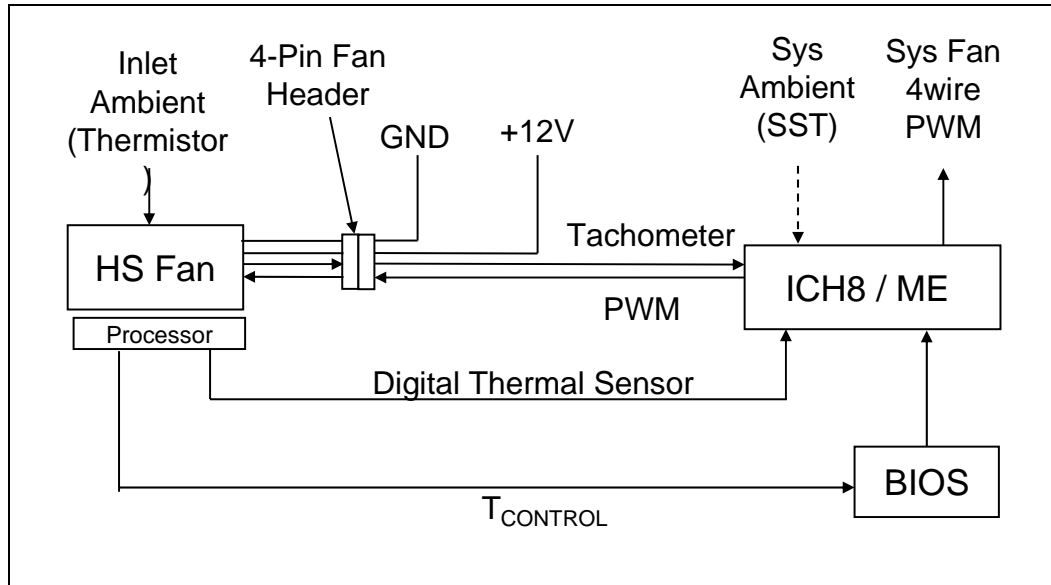 Inlet
Ambient
(Thermistor
)
4-Pin Fan
Header
GND
+12V
Sys
Ambient
(SST)
Sys Fan
4wire
PWM
Tachometer
HS Fan
ICH8 / ME
PWM
Processor
Digital Thermal Sensor
BIOS
TCONTROL